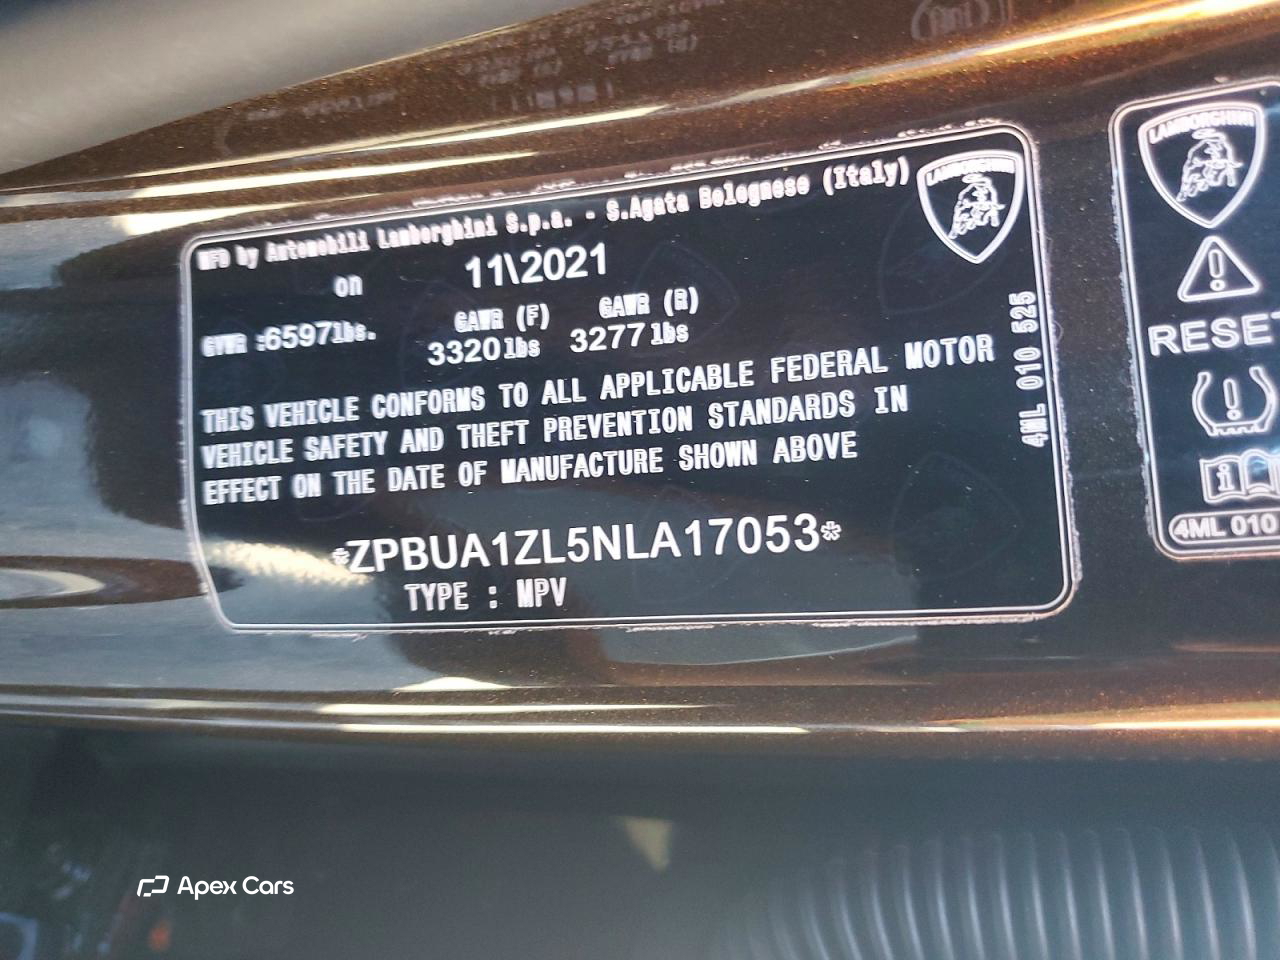 MFD by Automobili Lamborghini S.p.a. - S.Agata Bolognese (Italy)
on 11\2021
GVWR :6597lbs. GAWR (F) 3320lbs GAWR (R) 3277lbs
THIS VEHICLE CONFORMS TO ALL APPLICABLE FEDERAL MOTOR
VEHICLE SAFETY AND THEFT PREVENTION STANDARDS IN
EFFECT ON THE DATE OF MANUFACTURE SHOWN ABOVE
*ZPBUA1ZL5NLA17053*
TYPE : MPV
LAMBORGHINI
4ML 010 525
LAMBORGHINI
RESET
4ML 010
Apex Cars